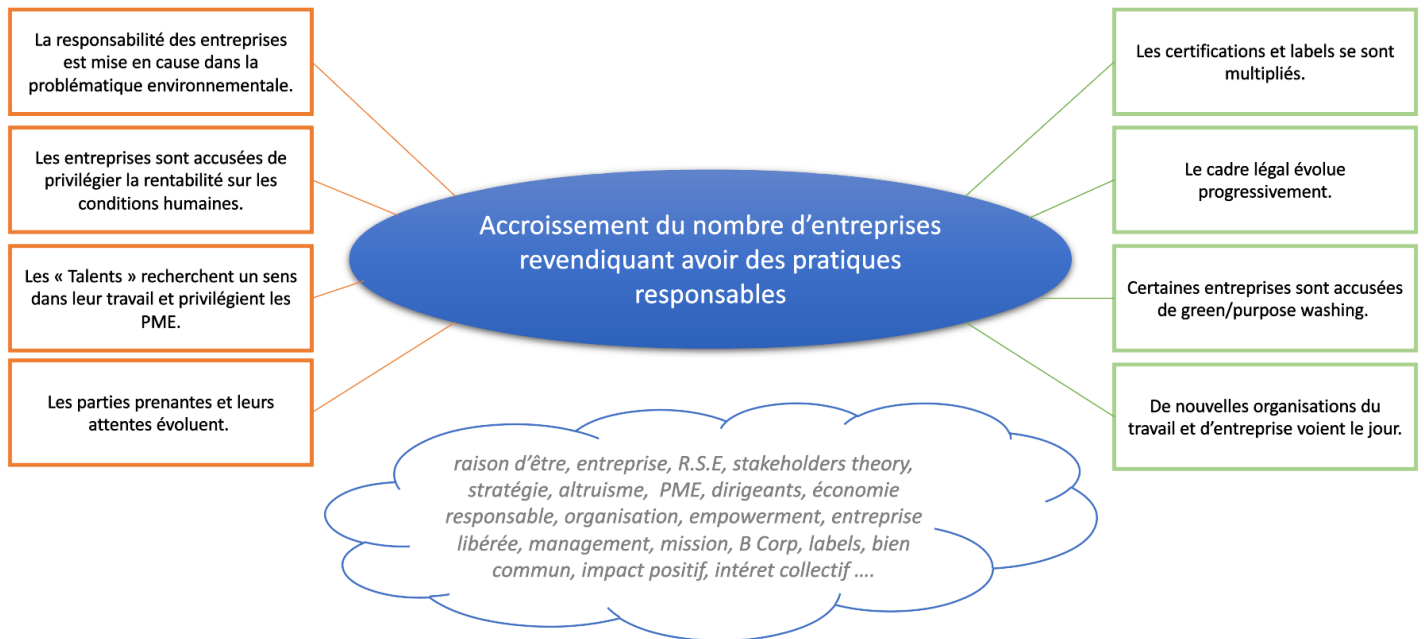 La responsabilité des entreprises
est mise en cause dans la
problématique environnementale.
Les entreprises sont accusées de
privilégier la rentabilité sur les
conditions humaines.
Les « Talents » recherchent un sens
dans leur travail et privilégient les
PME.
Les parties prenantes et leurs
attentes évoluent.
Accroissement du nombre d’entreprises
revendiquant avoir des pratiques
responsables
Les certifications et labels se sont
multipliés.
Le cadre légal évolue
progressivement.
Certaines entreprises sont accusées
de green/purpose washing.
De nouvelles organisations du
travail et d’entreprise voient le jour.
raison d’être, entreprise, R.S.E, stakeholders theory,
stratégie, altruisme, PME, dirigeants, économie
responsable, organisation, empowerment, entreprise
libérée, management, mission, B Corp, labels, bien
commun, impact positif, intéret collectif ....